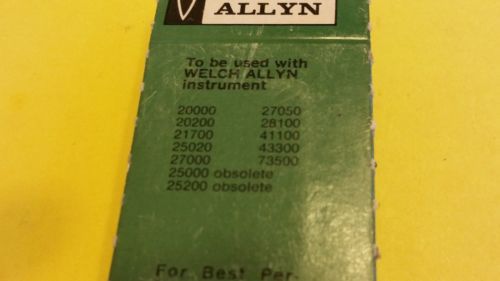 ALLYN
To be used with
WELCH ALLYN
instrument
20000 27050
20200 28100
21700 41100
25020 43300
27000 73500
25000 obsolete
25200 obsolete
For Best Per-